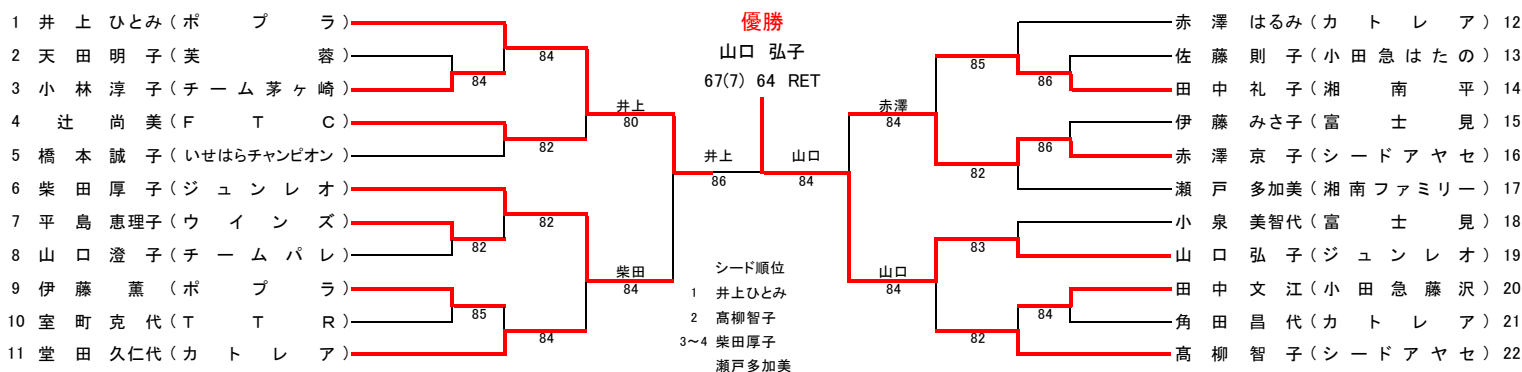 優勝
山口 弘子
67(7) 64 RET
1 井上 ひとみ (ポプラ)
2 天田 明子 (芙蓉)
3 小林 淳子 (チーム茅ヶ崎)
4 辻 尚美 (FTC)
5 橋本 誠子 (いせはらチャンピオン)
6 柴田 厚子 (ジュンレオ)
7 平島 恵理子 (ウインズ)
8 山口 澄子 (チームパレ)
9 伊藤 薫 (ポプラ)
10 室町 克代 (TTR)
11 堂田 久仁代 (カトレア)
84
84
82
82
82
85
84
井上
80
柴田
84
井上
86
山口
84
シード順位
1 井上ひとみ
2 髙柳智子
3~4 柴田厚子
瀬戸多加美
赤澤
84
山口
84
85
86
86
82
83
84
82
赤澤 はるみ (カトレア) 12
佐藤 則子 (小田急はたの) 13
田中 礼子 (湘南平) 14
伊藤 みさ子 (富士見) 15
赤澤 京子 (シードアヤセ) 16
瀬戸 多加美 (湘南ファミリー) 17
小泉 美智代 (富士見) 18
山口 弘子 (ジュンレオ) 19
田中 文江 (小田急藤沢) 20
角田 昌代 (カトレア) 21
髙柳 智子 (シードアヤセ) 22